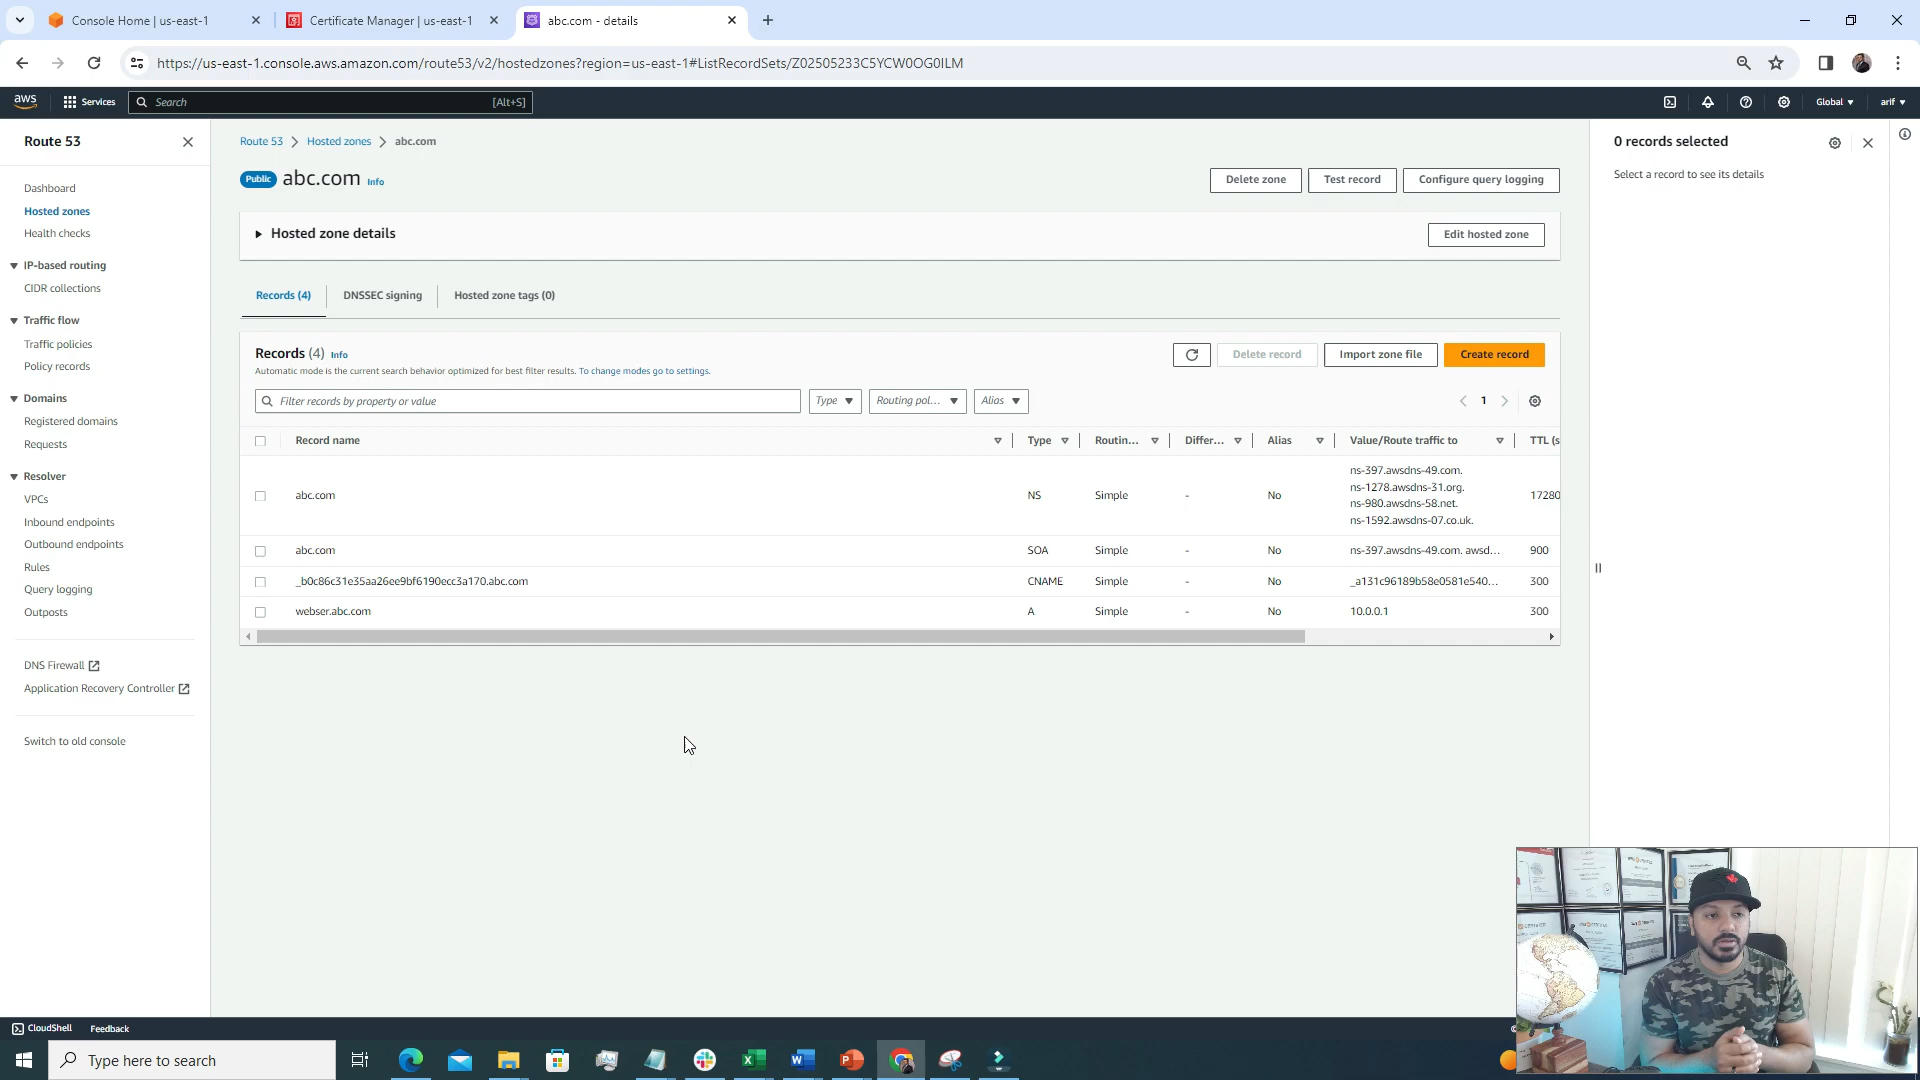 Console Home | us-east-1
Certificate Manager | us-east-1
abc.com - details
https://us-east-1.console.aws.amazon.com/route53/v2/hostedzones?region=us-east-1#ListRecordSets/Z02505233C5YCW0OG0ILM
aws
Services
Search
[Alt+S]
Global
arif
Route 53
Dashboard
Hosted zones
Health checks
IP-based routing
CIDR collections
Traffic flow
Traffic policies
Policy records
Domains
Registered domains
Requests
Resolver
VPCs
Inbound endpoints
Outbound endpoints
Rules
Query logging
Outposts
DNS Firewall
Application Recovery Controller
Switch to old console
Route 53 > Hosted zones > abc.com
Public abc.com Info
Delete zone
Test record
Configure query logging
Hosted zone details
Edit hosted zone
Records (4)
DNSSEC signing
Hosted zone tags (0)
Records (4) Info
Automatic mode is the current search behavior optimized for best filter results. To change modes go to settings.
Delete record
Import zone file
Create record
Filter records by property or value
Type
Routing pol...
Alias
1
Record name Type Routin... Differ... Alias Value/Route traffic to TTL (s
abc.com NS Simple - No
ns-397.awsdns-49.com.
ns-1278.awsdns-31.org.
ns-980.awsdns-58.net.
ns-1592.awsdns-07.co.uk.
17280
abc.com SOA Simple - No ns-397.awsdns-49.com. awsd... 900
_b0c86c31e35aa26ee9bf6190ecc3a170.abc.com CNAME Simple - No _a131c96189b58e0581e540... 300
webser.abc.com A Simple - No 10.0.0.1 300
0 records selected
Select a record to see its details
CloudShell
Feedback
Type here to search